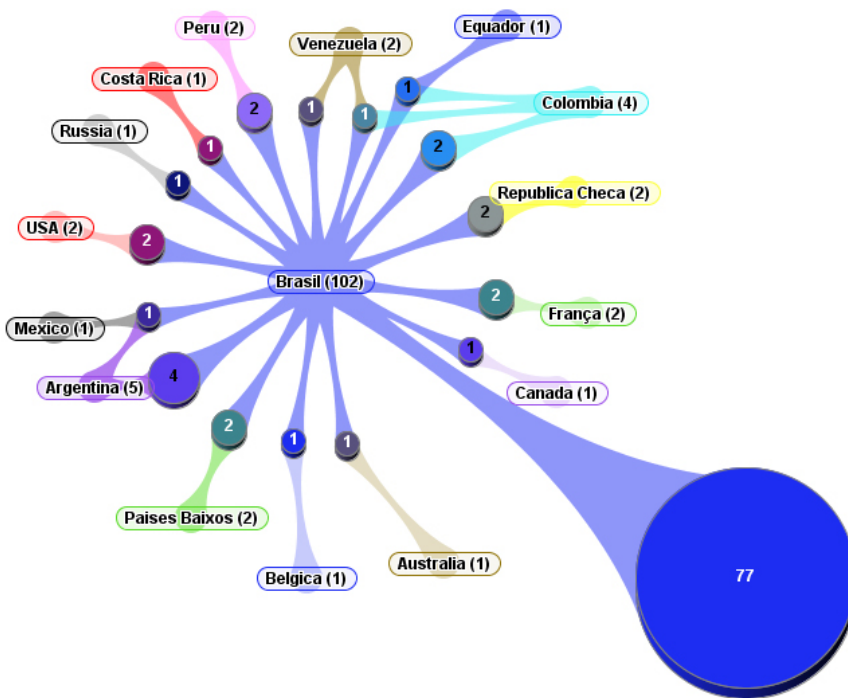 Equador (1)
Peru (2)
Venezuela (2)
Costa Rica (1)
1
Colombia (4)
2
1
1
Russia (1)
1
2
1
Republica Checa (2)
2
USA (2)
2
Brasil (102)
2
França (2)
Mexico (1)
1
1
4
Argentina (5)
Canada (1)
2
1
1
Paises Baixos (2)
Belgica (1)
Australia (1)
77